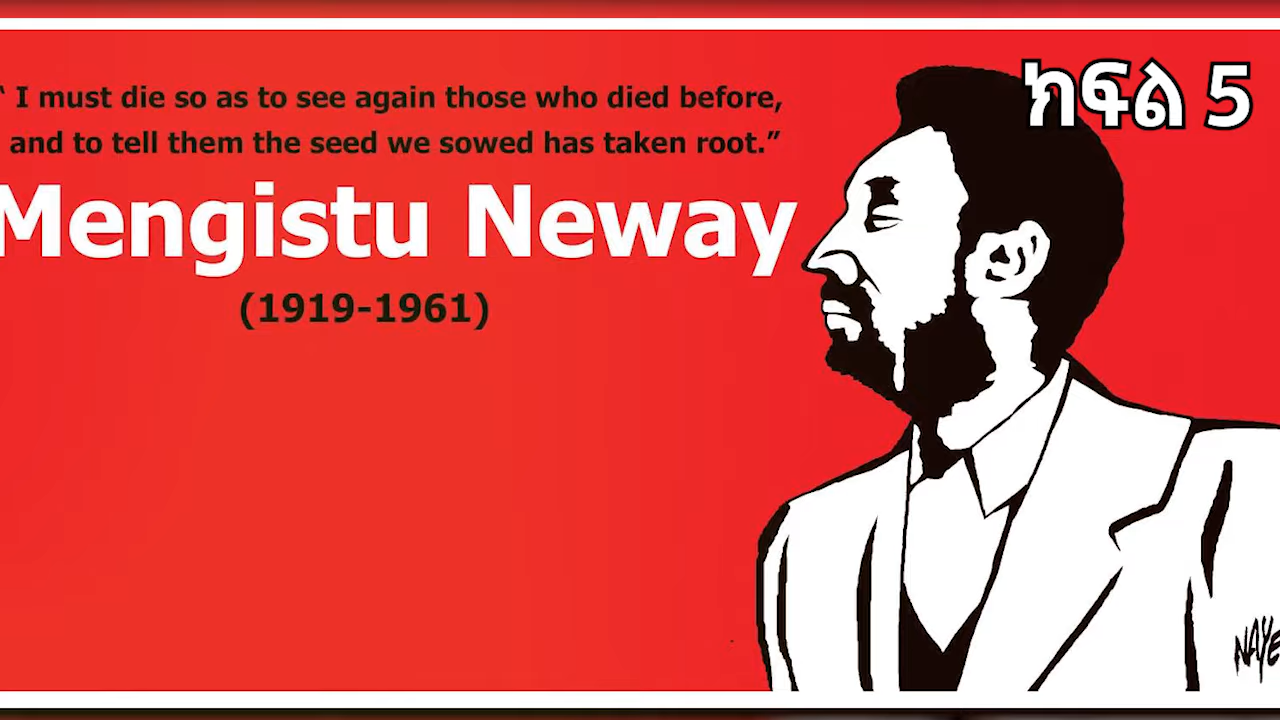 “ I must die so as to see again those who died before,
and to tell them the seed we sowed has taken root.”
Mengistu Neway
(1919-1961)
ክፍል 5
NAYE